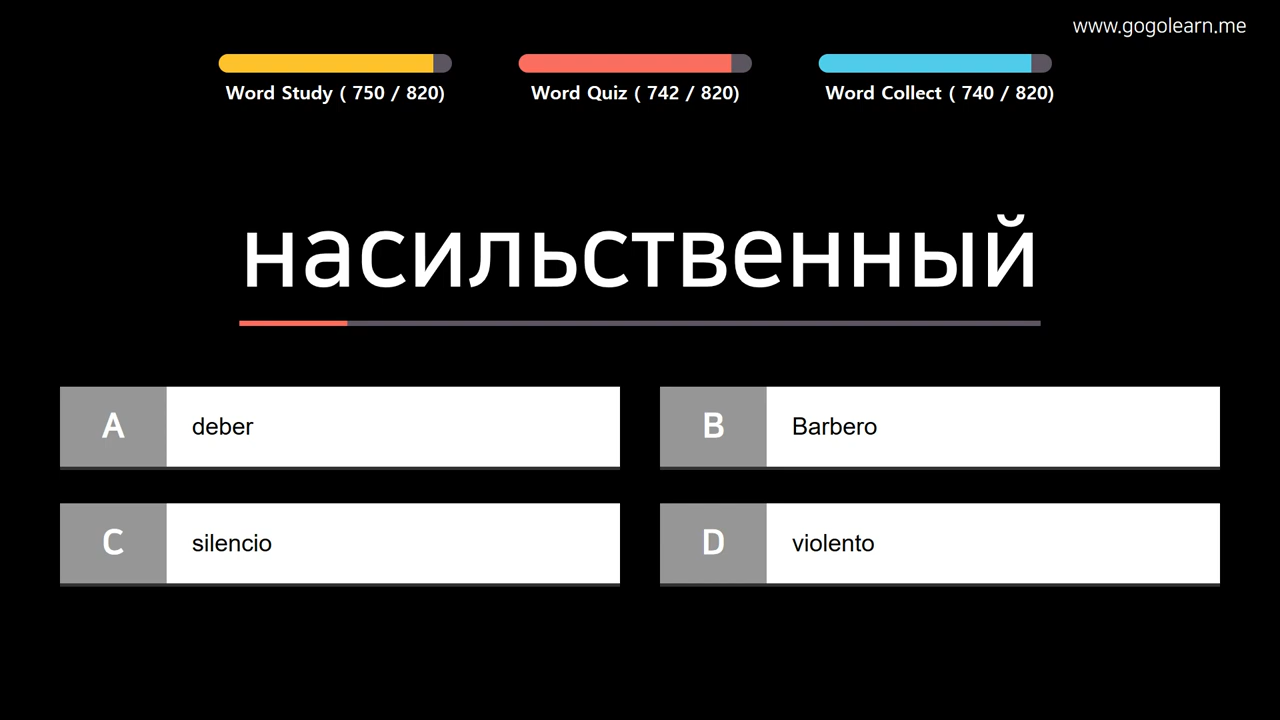 www.gogolearn.me
Word Study ( 750 / 820)
Word Quiz ( 742 / 820)
Word Collect ( 740 / 820)
насильственный
A deber
B Barbero
C silencio
D violento